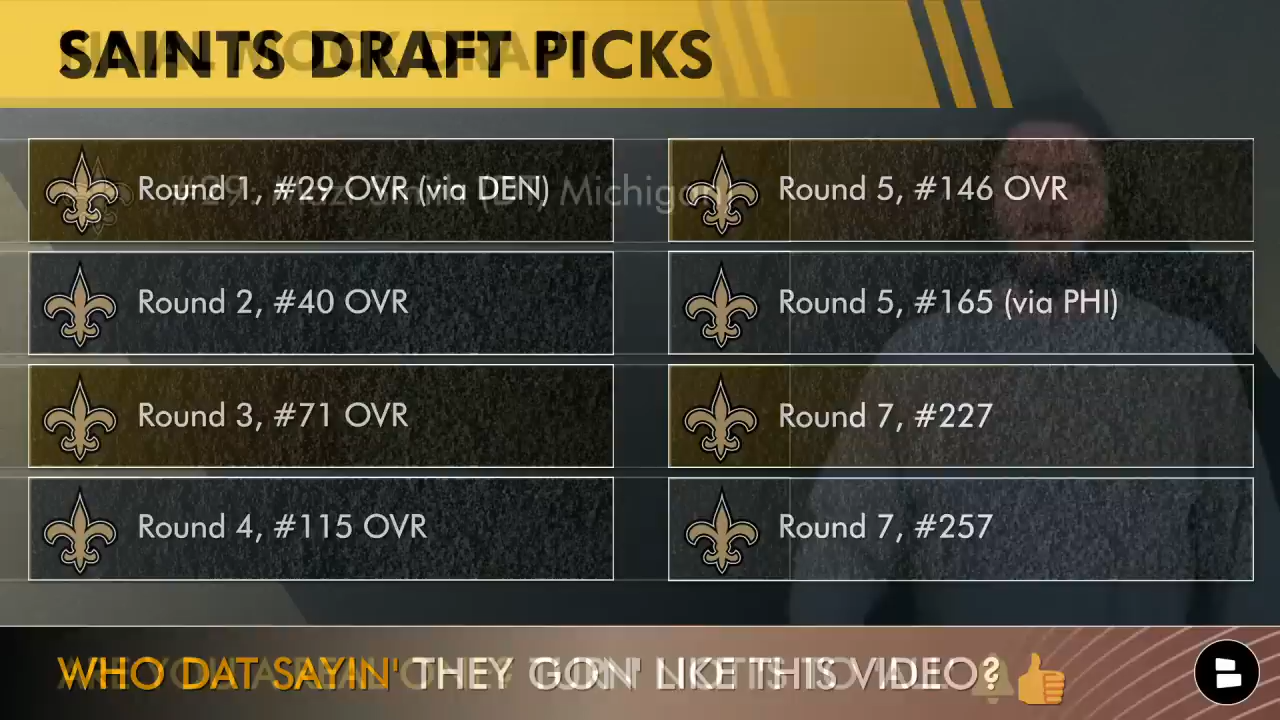 SAINTS DRAFT PICKS
Round 1, #29 OVR (via DEN)
Round 2, #40 OVR
Round 3, #71 OVR
Round 4, #115 OVR
Round 5, #146 OVR
Round 5, #165 (via PHI)
Round 7, #227
Round 7, #257
Michigan
WHO DAT SAYIN' THEY GON' LIKE THIS VIDEO?